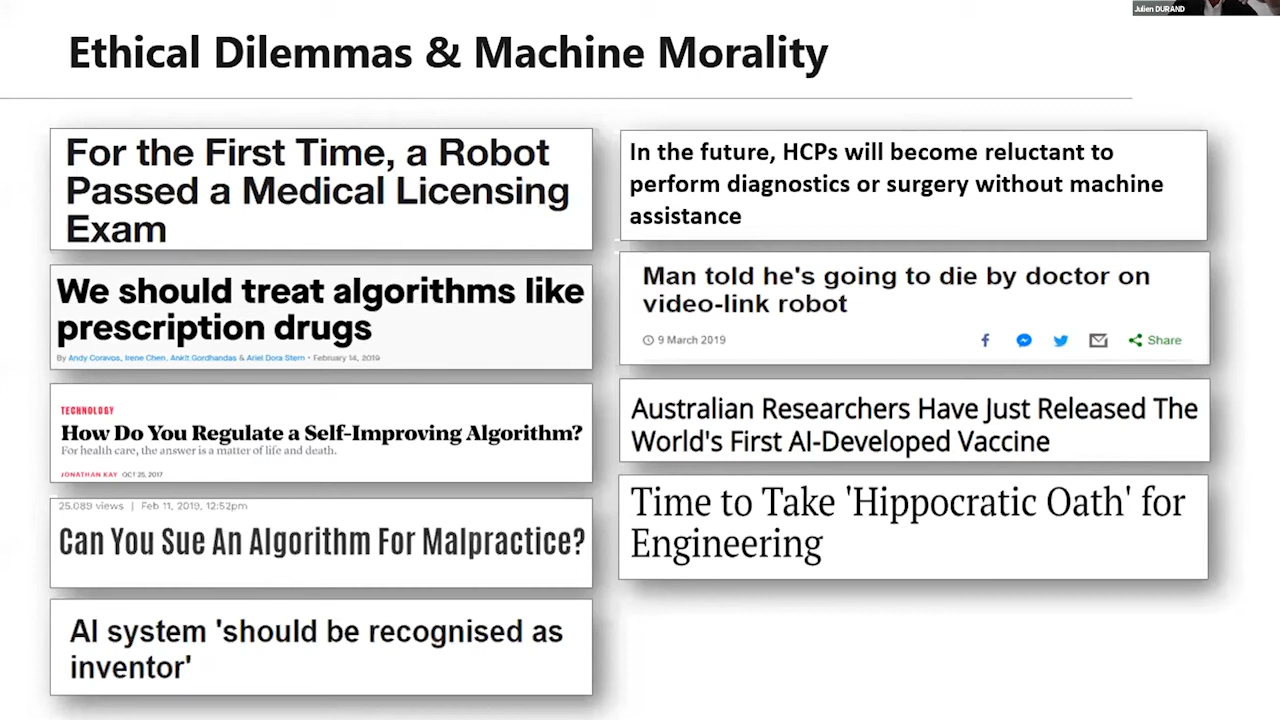 Julien DURAND
Ethical Dilemmas & Machine Morality
For the First Time, a Robot
Passed a Medical Licensing
Exam
We should treat algorithms like
prescription drugs
By Andy Coravos, Irene Chen, Ankit Gordhandas & Ariel Dora Stern • February 14, 2019
TECHNOLOGY
How Do You Regulate a Self-Improving Algorithm?
For health care, the answer is a matter of life and death.
JONATHAN KAY OCT 25, 2017
25.089 views | Feb 11, 2019, 12:52pm
Can You Sue An Algorithm For Malpractice?
AI system 'should be recognised as
inventor'
In the future, HCPs will become reluctant to
perform diagnostics or surgery without machine
assistance
Man told he's going to die by doctor on
video-link robot
9 March 2019
Share
Australian Researchers Have Just Released The
World's First AI-Developed Vaccine
Time to Take 'Hippocratic Oath' for
Engineering